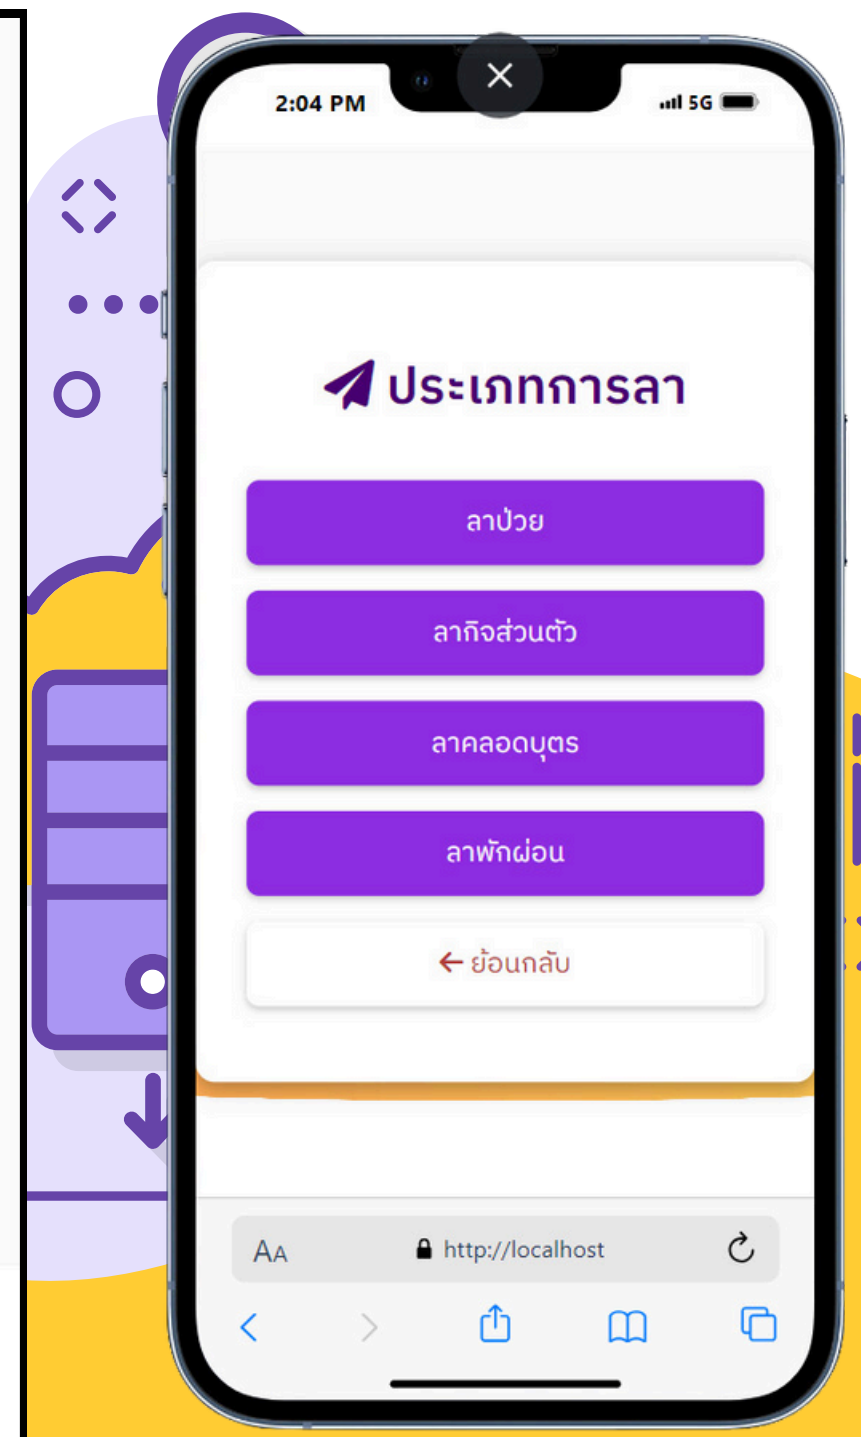 2:04 PM
5G
ประเภทการลา
ลาป่วย
ลากิจส่วนตัว
ลาคลอดบุตร
ลาพักผ่อน
ย้อนกลับ
AA
http://localhost